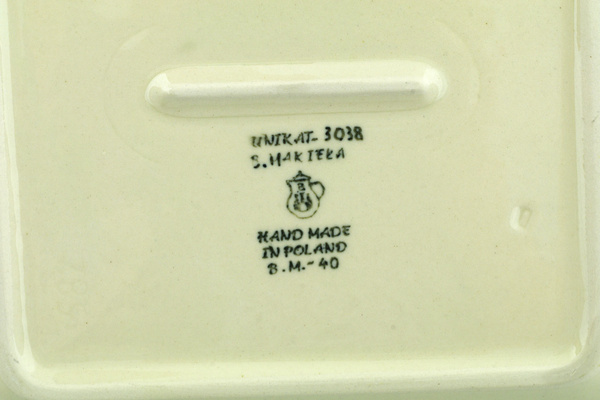 UNIKAT- 3038
S. MAKIEŁA
HAND MADE
IN POLAND
B.M.- 40